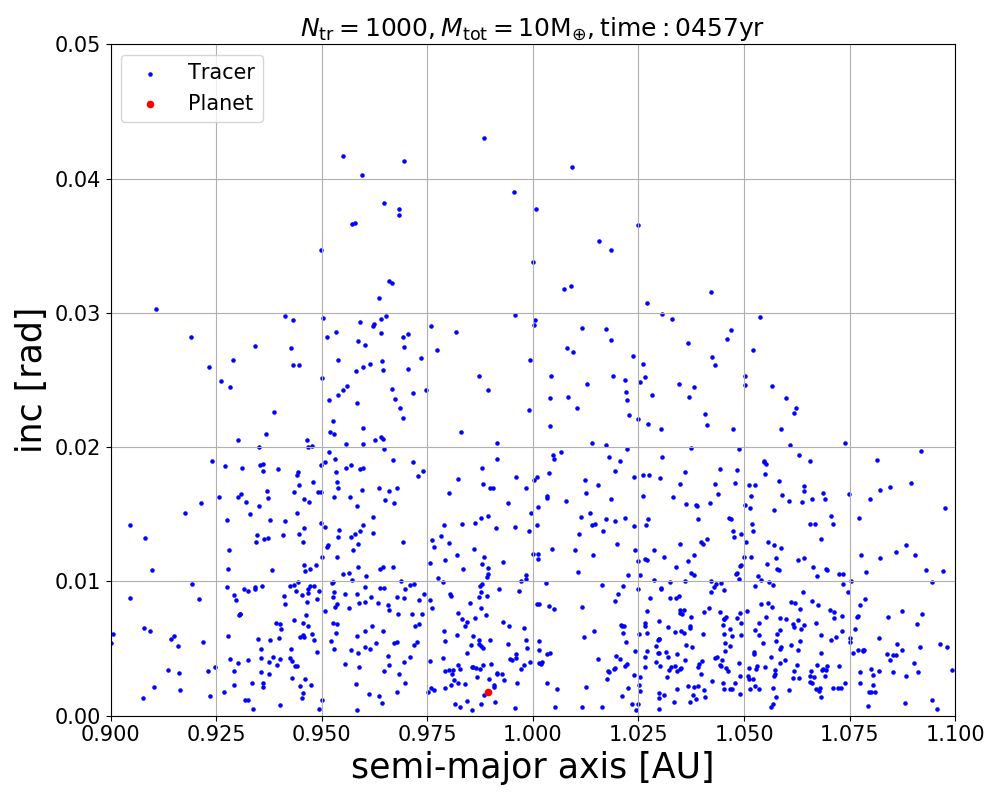 N_tr = 1000, M_tot = 10M_⊕, time : 0457yr
0.05
Tracer
Planet
0.04
0.03
0.02
0.01
0.00
inc [rad]
0.900 0.925 0.950 0.975 1.000 1.025 1.050 1.075 1.100
semi-major axis [AU]